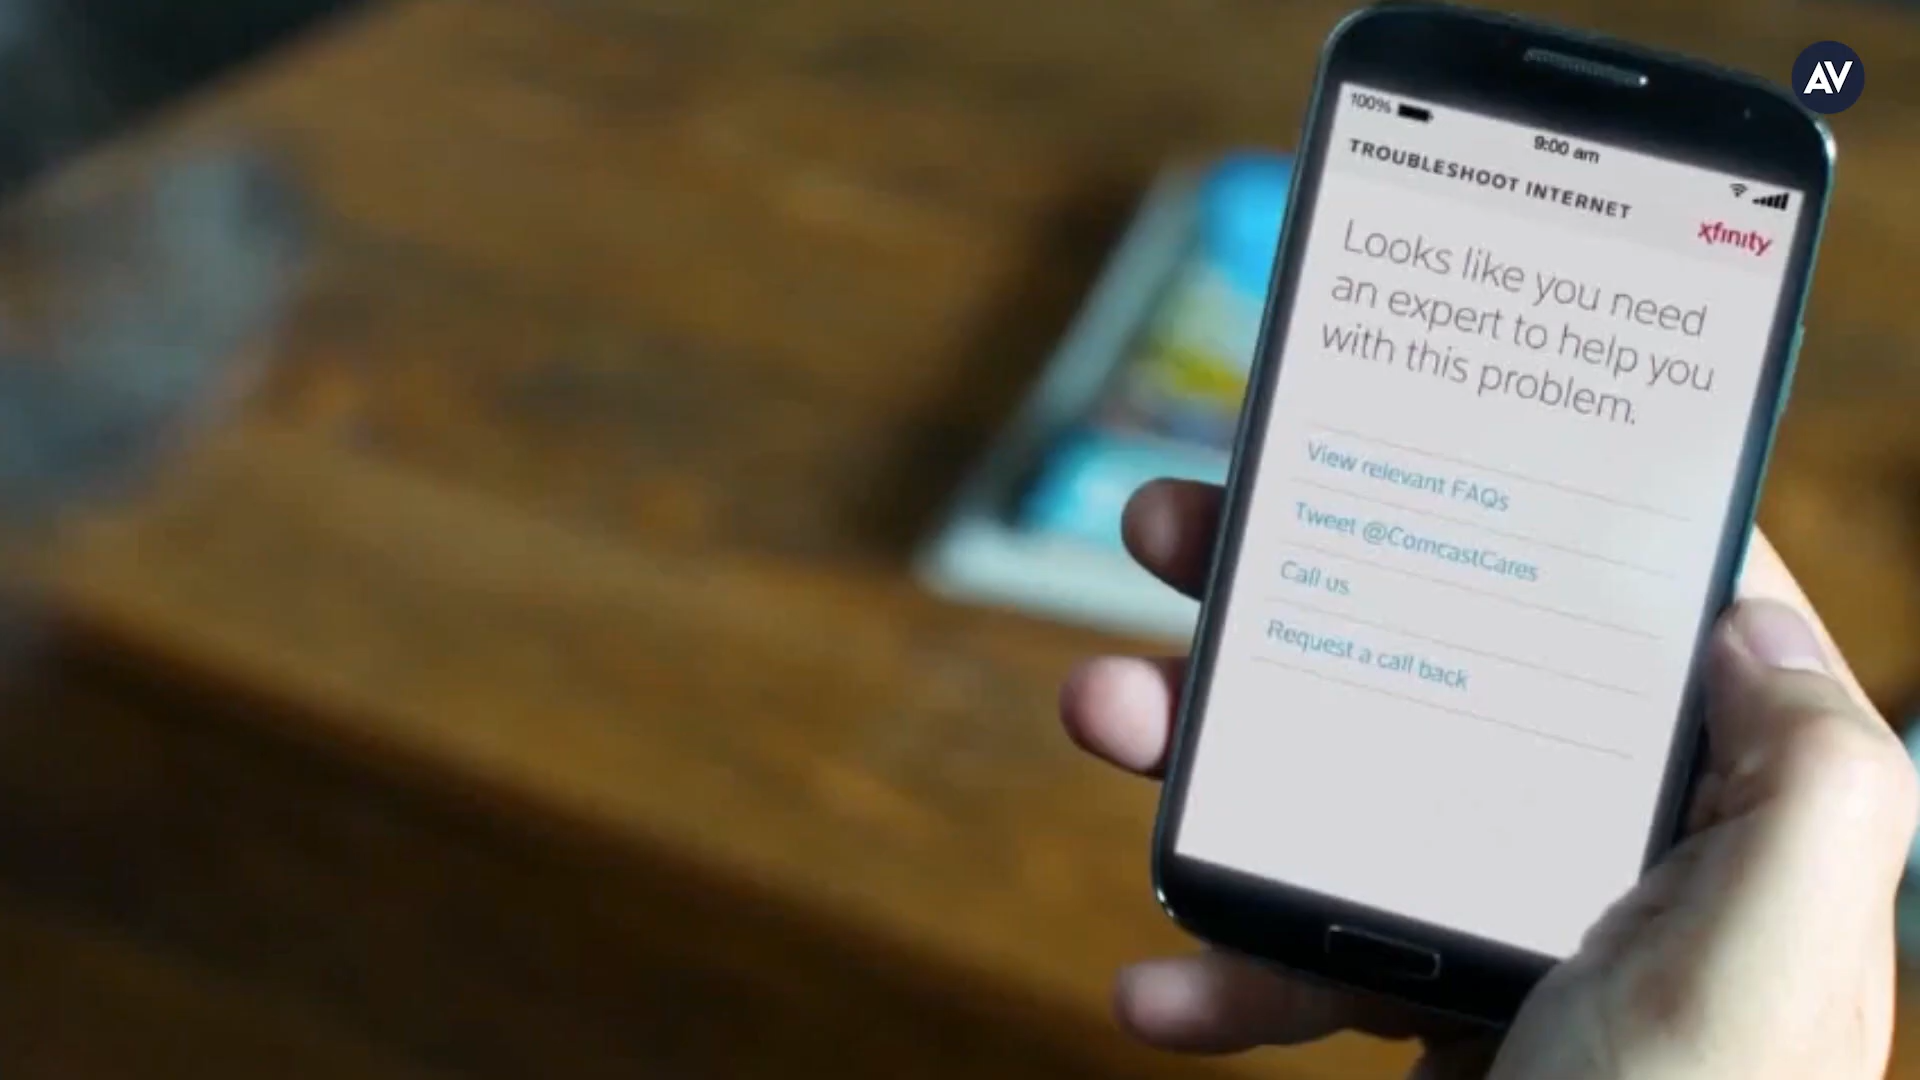 AV
100%
9:00 am
TROUBLESHOOT INTERNET
xfinity
Looks like you need
an expert to help you
with this problem.
View relevant FAQs
Tweet @ComcastCares
Call us
Request a call back